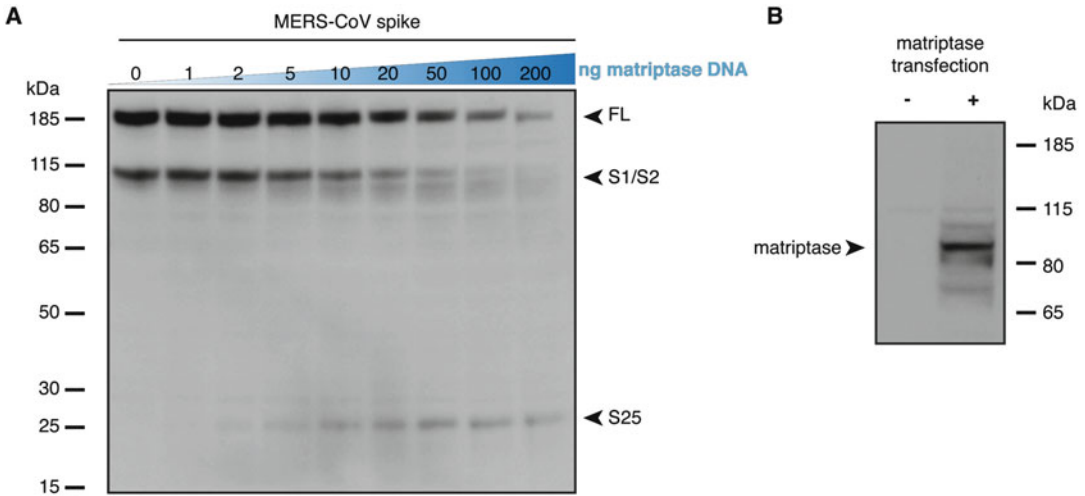 A
MERS-CoV spike
0 1 2 5 10 20 50 100 200 ng matriptase DNA
kDa
185
115
80
65
50
30
25
15
FL
S1/S2
S25
B
matriptase
transfection
- +
kDa
185
115
80
65
matriptase